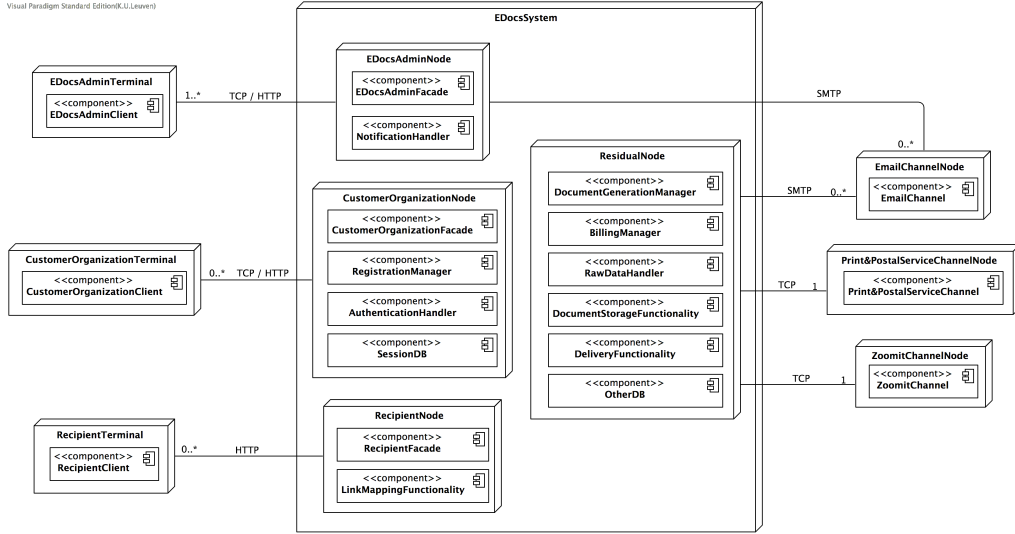 Visual Paradigm Standard Edition(K.U.Leuven)
EDocsSystem
EDocsAdminTerminal
<<component>>
EDocsAdminClient
1..*
TCP / HTTP
EDocsAdminNode
<<component>>
EDocsAdminFacade
<<component>>
NotificationHandler
SMTP
0..*
EmailChannelNode
<<component>>
EmailChannel
CustomerOrganizationTerminal
<<component>>
CustomerOrganizationClient
0..*
TCP / HTTP
CustomerOrganizationNode
<<component>>
CustomerOrganizationFacade
<<component>>
RegistrationManager
<<component>>
AuthenticationHandler
<<component>>
SessionDB
ResidualNode
<<component>>
DocumentGenerationManager
<<component>>
BillingManager
<<component>>
RawDataHandler
<<component>>
DocumentStorageFunctionality
<<component>>
DeliveryFunctionality
<<component>>
OtherDB
SMTP
0..*
TCP
1
Print&PostalServiceChannelNode
<<component>>
Print&PostalServiceChannel
TCP
1
ZoomitChannelNode
<<component>>
ZoomitChannel
RecipientTerminal
<<component>>
RecipientClient
0..*
HTTP
RecipientNode
<<component>>
RecipientFacade
<<component>>
LinkMappingFunctionality